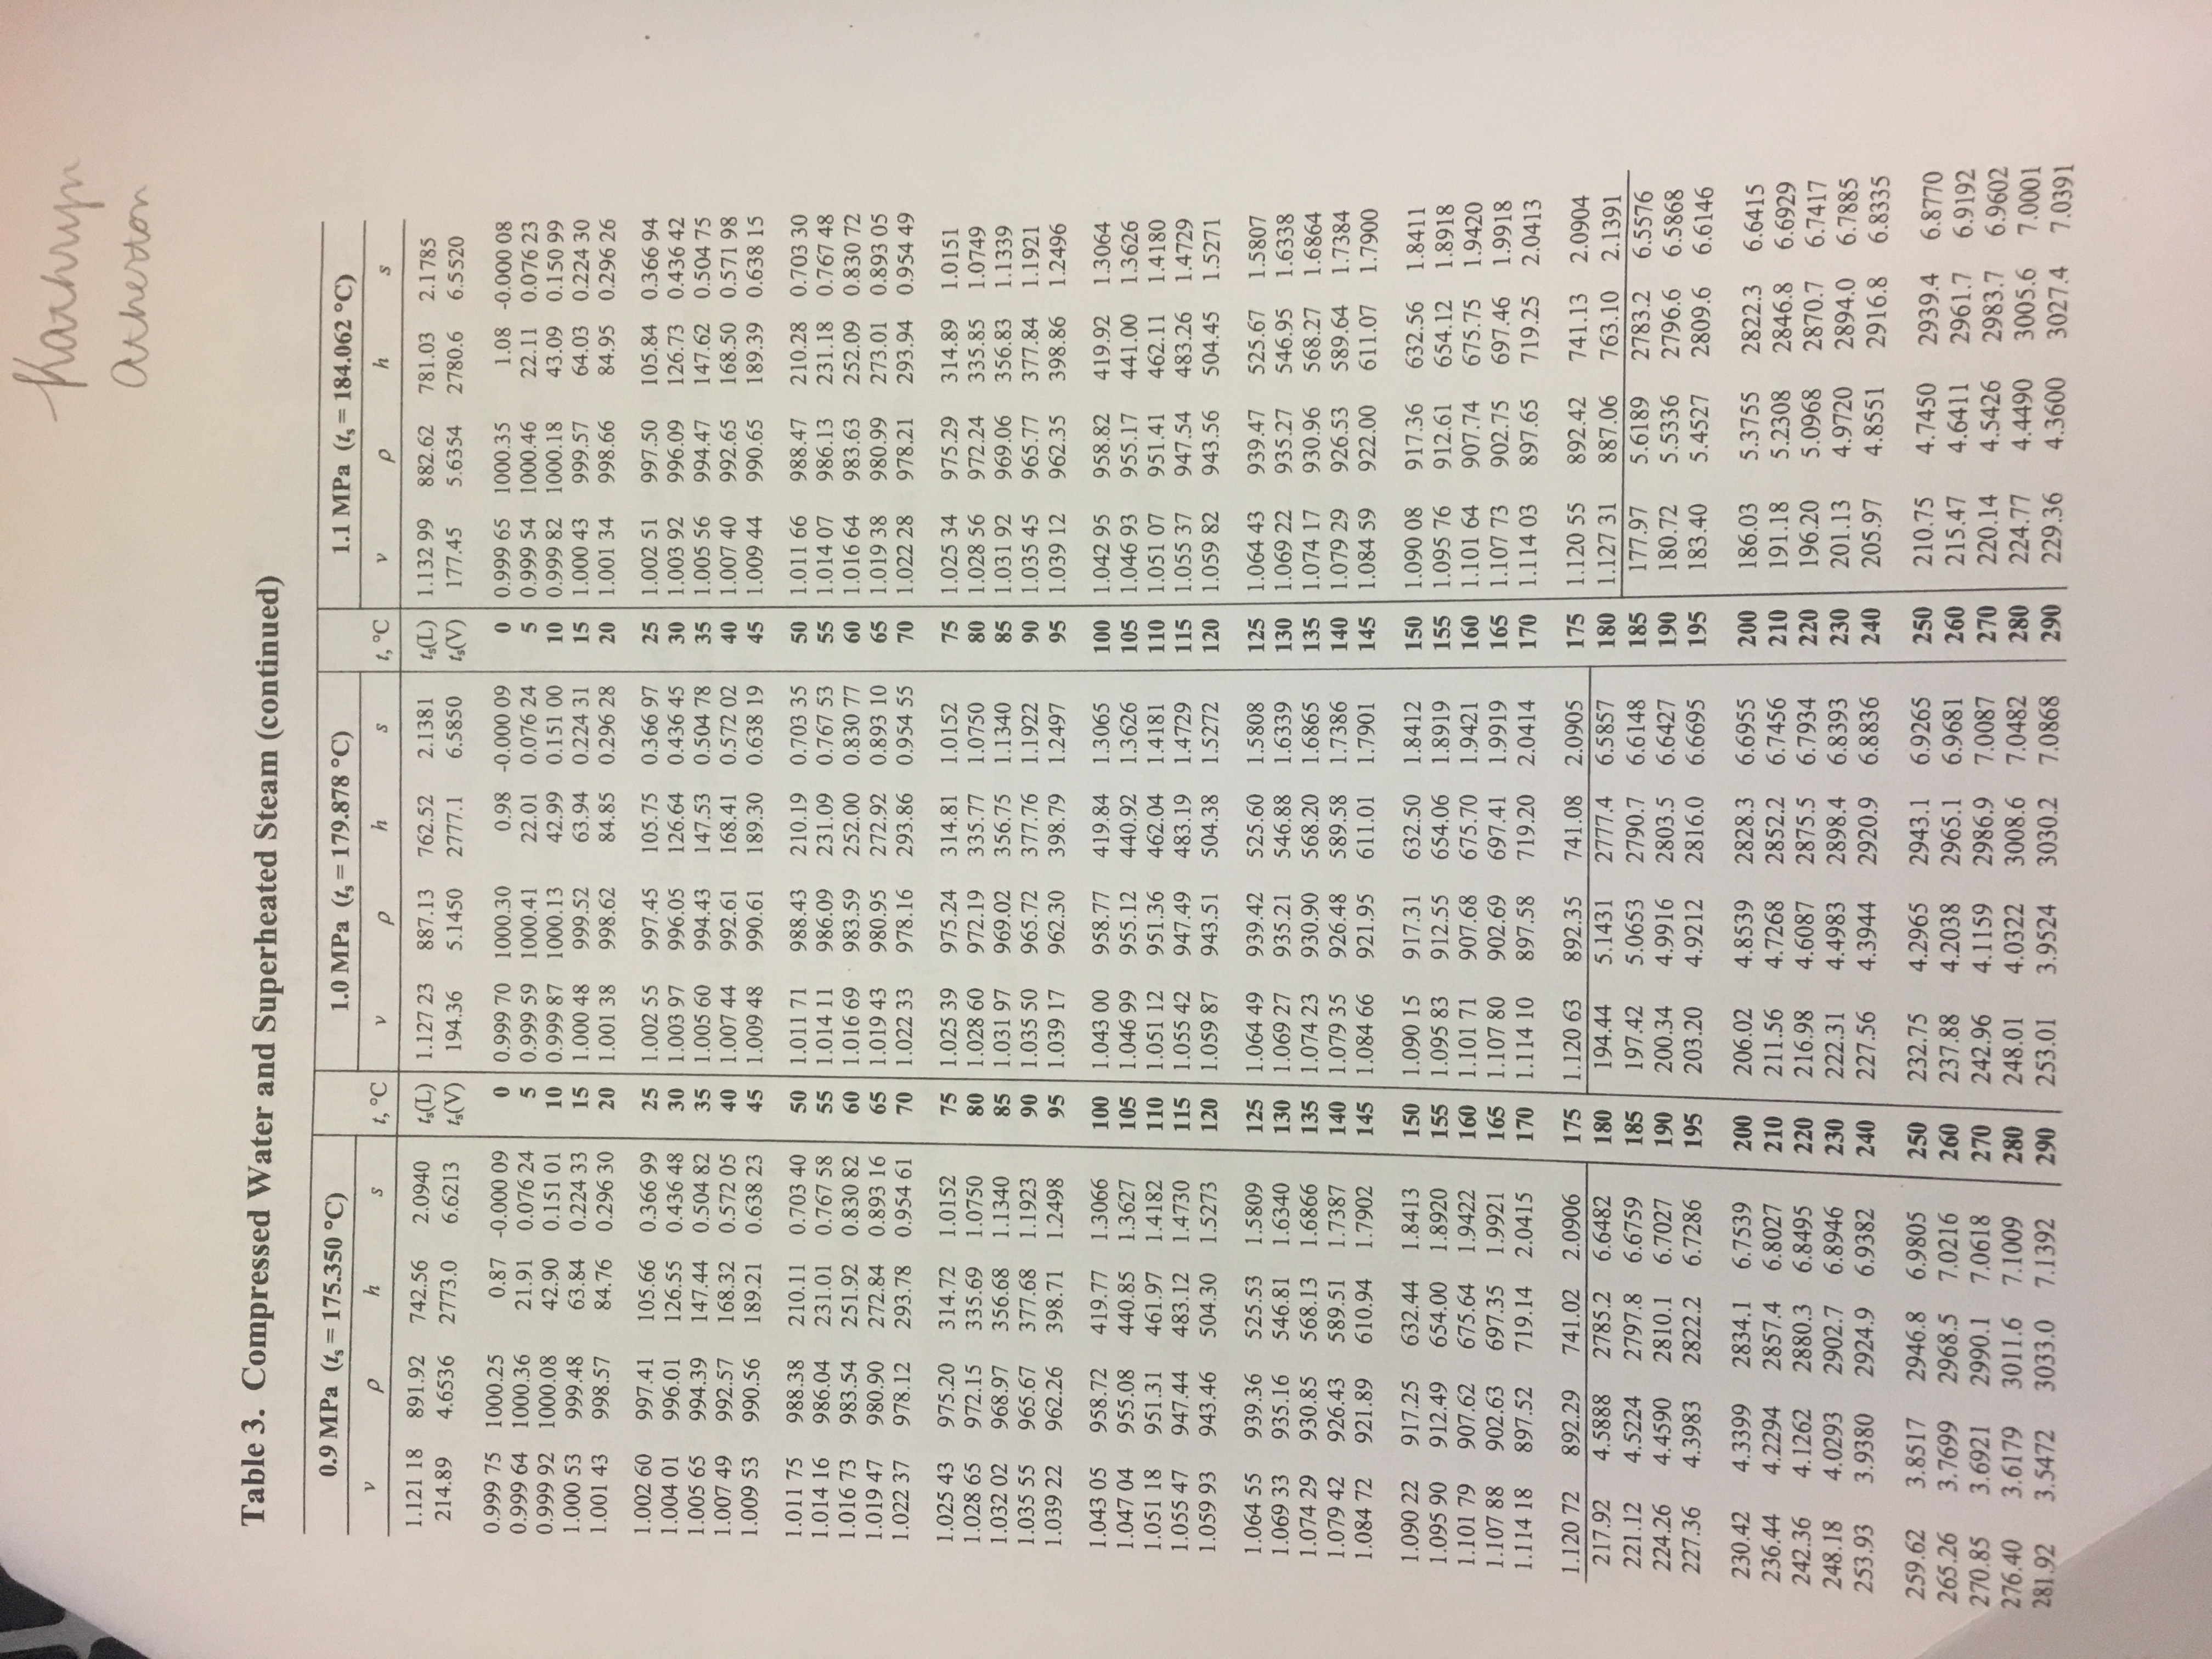 Kathryn
Atherton
Table 3. Compressed Water and Superheated Steam (continued)
0.9 MPa (ts = 175.350 °C) 1.0 MPa (ts = 179.878 °C) 1.1 MPa (ts = 184.062 °C)
v ρ h s t, °C v ρ h s t, °C v ρ h s
1.121 18 891.92 742.56 2.0940 ts(L) 1.127 23 887.13 762.52 2.1381 ts(L) 1.132 99 882.62 781.03 2.1785
214.89 4.6536 2773.0 6.6213 ts(V) 194.36 5.1450 2777.1 6.5850 ts(V) 177.45 5.6354 2780.6 6.5520
0.999 75 1000.25 0.87 -0.000 09 0 0.999 70 1000.30 0.98 -0.000 09 0 0.999 65 1000.35 1.08 -0.000 08
0.999 64 1000.36 21.91 0.076 24 5 0.999 59 1000.41 22.01 0.076 24 5 0.999 54 1000.46 22.11 0.076 23
0.999 92 1000.08 42.90 0.151 01 10 0.999 87 1000.13 42.99 0.151 00 10 0.999 82 1000.18 43.09 0.150 99
1.000 53 999.48 63.84 0.224 33 15 1.000 48 999.52 63.94 0.224 31 15 1.000 43 999.57 64.03 0.224 30
1.001 43 998.57 84.76 0.296 30 20 1.001 38 998.62 84.85 0.296 28 20 1.001 34 998.66 84.95 0.296 26
1.002 60 997.41 105.66 0.366 99 25 1.002 55 997.45 105.75 0.366 97 25 1.002 51 997.50 105.84 0.366 94
1.004 01 996.01 126.55 0.436 48 30 1.003 97 996.05 126.64 0.436 45 30 1.003 92 996.09 126.73 0.436 42
1.005 65 994.39 147.44 0.504 82 35 1.005 60 994.43 147.53 0.504 78 35 1.005 56 994.47 147.62 0.504 75
1.007 49 992.57 168.32 0.572 05 40 1.007 44 992.61 168.41 0.572 02 40 1.007 40 992.65 168.50 0.571 98
1.009 53 990.56 189.21 0.638 23 45 1.009 48 990.61 189.30 0.638 19 45 1.009 44 990.65 189.39 0.638 15
1.011 75 988.38 210.11 0.703 40 50 1.011 71 988.43 210.19 0.703 35 50 1.011 66 988.47 210.28 0.703 30
1.014 16 986.04 231.01 0.767 58 55 1.014 11 986.09 231.09 0.767 53 55 1.014 07 986.13 231.18 0.767 48
1.016 73 983.54 251.92 0.830 82 60 1.016 69 983.59 252.00 0.830 77 60 1.016 64 983.63 252.09 0.830 72
1.019 47 980.90 272.84 0.893 16 65 1.019 43 980.95 272.92 0.893 10 65 1.019 38 980.99 273.01 0.893 05
1.022 37 978.12 293.78 0.954 61 70 1.022 33 978.16 293.86 0.954 55 70 1.022 28 978.21 293.94 0.954 49
1.025 43 975.20 314.72 1.0152 75 1.025 39 975.24 314.81 1.0152 75 1.025 34 975.29 314.89 1.0151
1.028 65 972.15 335.69 1.0750 80 1.028 60 972.19 335.77 1.0750 80 1.028 56 972.24 335.85 1.0749
1.032 02 968.97 356.68 1.1340 85 1.031 97 969.02 356.75 1.1340 85 1.031 92 969.06 356.83 1.1339
1.035 55 965.67 377.68 1.1923 90 1.035 50 965.72 377.76 1.1922 90 1.035 45 965.77 377.84 1.1921
1.039 22 962.26 398.71 1.2498 95 1.039 17 962.30 398.79 1.2497 95 1.039 12 962.35 398.86 1.2496
1.043 05 958.72 419.77 1.3066 100 1.043 00 958.77 419.84 1.3065 100 1.042 95 958.82 419.92 1.3064
1.047 04 955.08 440.85 1.3627 105 1.046 99 955.12 440.92 1.3626 105 1.046 93 955.17 441.00 1.3626
1.051 18 951.31 461.97 1.4182 110 1.051 12 951.36 462.04 1.4181 110 1.051 07 951.41 462.11 1.4180
1.055 47 947.44 483.12 1.4730 115 1.055 42 947.49 483.19 1.4729 115 1.055 37 947.54 483.26 1.4729
1.059 93 943.46 504.30 1.5273 120 1.059 87 943.51 504.38 1.5272 120 1.059 82 943.56 504.45 1.5271
1.064 55 939.36 525.53 1.5809 125 1.064 49 939.42 525.60 1.5808 125 1.064 43 939.47 525.67 1.5807
1.069 33 935.16 546.81 1.6340 130 1.069 27 935.21 546.88 1.6339 130 1.069 22 935.27 546.95 1.6338
1.074 29 930.85 568.13 1.6866 135 1.074 23 930.90 568.20 1.6865 135 1.074 17 930.96 568.27 1.6864
1.079 42 926.43 589.51 1.7387 140 1.079 35 926.48 589.58 1.7386 140 1.079 29 926.53 589.64 1.7384
1.084 72 921.89 610.94 1.7902 145 1.084 66 921.95 611.01 1.7901 145 1.084 59 922.00 611.07 1.7900
1.090 22 917.25 632.44 1.8413 150 1.090 15 917.31 632.50 1.8412 150 1.090 08 917.36 632.56 1.8411
1.095 90 912.49 654.00 1.8920 155 1.095 83 912.55 654.06 1.8919 155 1.095 76 912.61 654.12 1.8918
1.101 79 907.62 675.64 1.9422 160 1.101 71 907.68 675.70 1.9421 160 1.101 64 907.74 675.75 1.9420
1.107 88 902.63 697.35 1.9921 165 1.107 80 902.69 697.41 1.9919 165 1.107 73 902.75 697.46 1.9918
1.114 18 897.52 719.14 2.0415 170 1.114 10 897.58 719.20 2.0414 170 1.114 03 897.65 719.25 2.0413
1.120 72 892.29 741.02 2.0906 175 1.120 63 892.35 741.08 2.0905 175 1.120 55 892.42 741.13 2.0904
217.92 4.5888 2785.2 6.6482 180 194.44 5.1431 2777.4 6.5857 180 1.127 31 887.06 763.10 2.1391
221.12 4.5224 2797.8 6.6759 185 197.42 5.0653 2790.7 6.6148 185 177.97 5.6189 2783.2 6.5576
224.26 4.4590 2810.1 6.7027 190 200.34 4.9916 2803.5 6.6427 190 180.72 5.5336 2796.6 6.5868
227.36 4.3983 2822.2 6.7286 195 203.20 4.9212 2816.0 6.6695 195 183.40 5.4527 2809.6 6.6146
230.42 4.3399 2834.1 6.7539 200 206.02 4.8539 2828.3 6.6955 200 186.03 5.3755 2822.3 6.6415
236.44 4.2294 2857.4 6.8027 210 211.56 4.7268 2852.2 6.7456 210 191.18 5.2308 2846.8 6.6929
242.36 4.1262 2880.3 6.8495 220 216.98 4.6087 2875.5 6.7934 220 196.20 5.0968 2870.7 6.7417
248.18 4.0293 2902.7 6.8946 230 222.31 4.4983 2898.4 6.8393 230 201.13 4.9720 2894.0 6.7885
253.93 3.9380 2924.9 6.9382 240 227.56 4.3944 2920.9 6.8836 240 205.97 4.8551 2916.8 6.8335
259.62 3.8517 2946.8 6.9805 250 232.75 4.2965 2943.1 6.9265 250 210.75 4.7450 2939.4 6.8770
265.26 3.7699 2968.5 7.0216 260 237.88 4.2038 2965.1 6.9681 260 215.47 4.6411 2961.7 6.9192
270.85 3.6921 2990.1 7.0618 270 242.96 4.1159 2986.9 7.0087 270 220.14 4.5426 2983.7 6.9602
276.40 3.6179 3011.6 7.1009 280 248.01 4.0322 3008.6 7.0482 280 224.77 4.4490 3005.6 7.0001
281.92 3.5472 3033.0 7.1392 290 253.01 3.9524 3030.2 7.0868 290 229.36 4.3600 3027.4 7.0391